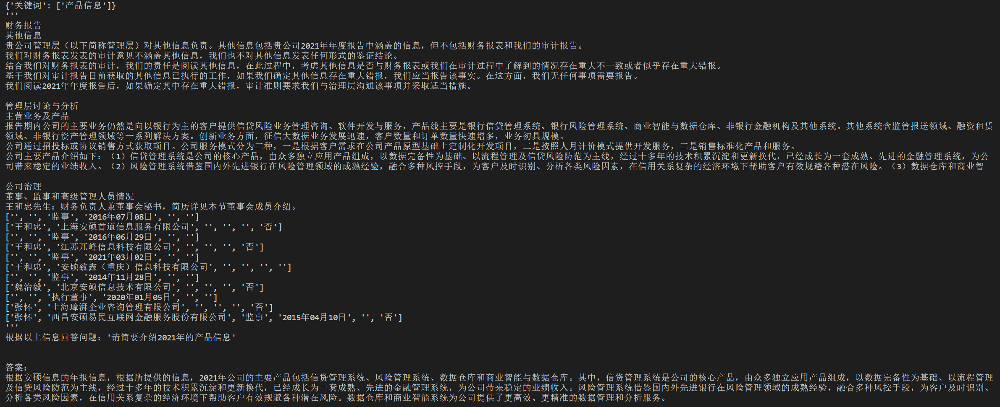 {'关键词': ['产品信息']}
'''
财务报告
其他信息
贵公司管理层（以下简称管理层）对其他信息负责。其他信息包括贵公司2021年年度报告中涵盖的信息，但不包括财务报表和我们的审计报告。
我们对财务报表发表的审计意见不涵盖其他信息，我们也不对其他信息发表任何形式的鉴证结论。
结合我们对财务报表的审计，我们的责任是阅读其他信息，在此过程中，考虑其他信息是否与财务报表或我们在审计过程中了解到的情况存在重大不一致或者似乎存在重大错报。
基于我们对审计报告日前获取的其他信息已执行的工作，如果我们确定其他信息存在重大错报，我们应当报告该事实。在这方面，我们无任何事项需要报告。
我们阅读2021年年度报告后，如果确定其中存在重大错报，审计准则要求我们与治理层沟通该事项并采取适当措施。
管理层讨论与分析
主营业务及产品
报告期内公司的主要业务仍然是向以银行为主的客户提供信贷风险业务管理咨询、软件开发与服务，产品线主要是银行信贷管理系统、银行风险管理系统、商业智能与数据仓库、非银行金融机构及其他系统。其他系统含监管报送领域、融资租赁
领域、非银行资产管理领域等一系列解决方案。创新业务方面，征信大数据业务发展迅速，客户数量和订单数量快速增多，业务初具规模。
公司通过招投标或协议销售方式获取项目。公司服务模式分为三种，一是根据客户需求在公司产品原型基础上定制化开发项目，二是按照人月计价模式提供开发服务，三是销售标准化产品和服务。
公司主要产品介绍如下：（1）信贷管理系统是公司的核心产品，由众多独立应用产品组成，以数据完备性为基础、以流程管理及信贷风险防范为主线，经过十多年的技术积累沉淀和更新换代，已经成长为一套成熟、先进的金融管理系统，为公
司带来稳定的业绩收入。（2）风险管理系统借鉴国内外先进银行在风险管理领域的成熟经验，融合多种风控手段，为客户及时识别、分析各类风险因素，在信用关系复杂的经济环境下帮助客户有效规避各种潜在风险。（3）数据仓库和商业智
公司治理
董事、监事和高级管理人员情况
王和忠先生：财务负责人兼董事会秘书，简历详见本节董事会成员介绍。
['', '', '监事', '2016年07月08日', '', '']
['王和忠', '上海安硕首道信息服务有限公司', '', '', '', '否']
['', '', '监事', '2016年06月29日', '', '']
['王和忠', '江苏兀峰信息科技有限公司', '', '', '', '否']
['', '', '监事', '2021年03月02日', '', '']
['王和忠', '安硕致鑫（重庆）信息科技有限公司', '', '', '', '']
['', '', '监事', '2014年11月28日', '', '']
['魏治毅', '北京安硕信息技术有限公司', '', '', '', '否']
['', '', '执行董事', '2020年01月05日', '', '']
['张怀', '上海璋湃企业咨询管理有限公司', '', '', '', '否']
['张怀', '西昌安硕易民互联网金融服务股份有限公司', '监事', '2015年04月10日', '', '否']
'''
根据以上信息回答问题：'请简要介绍2021年的产品信息'
答案：
根据安硕信息的年报信息，根据所提供的信息，2021年公司的主要产品包括信贷管理系统、风险管理系统、数据仓库和商业智能与数据仓库。其中，信贷管理系统是公司的核心产品，由众多独立应用产品组成，以数据完备性为基础、以流程管理
及信贷风险防范为主线，经过十多年的技术积累沉淀和更新换代，已经成长为一套成熟、先进的金融管理系统，为公司带来稳定的业绩收入。风险管理系统借鉴国内外先进银行在风险管理领域的成熟经验，融合多种风控手段，为客户及时识别、
分析各类风险因素，在信用关系复杂的经济环境下帮助客户有效规避各种潜在风险。数据仓库和商业智能系统为公司提供了更高效、更精准的数据管理和分析服务。